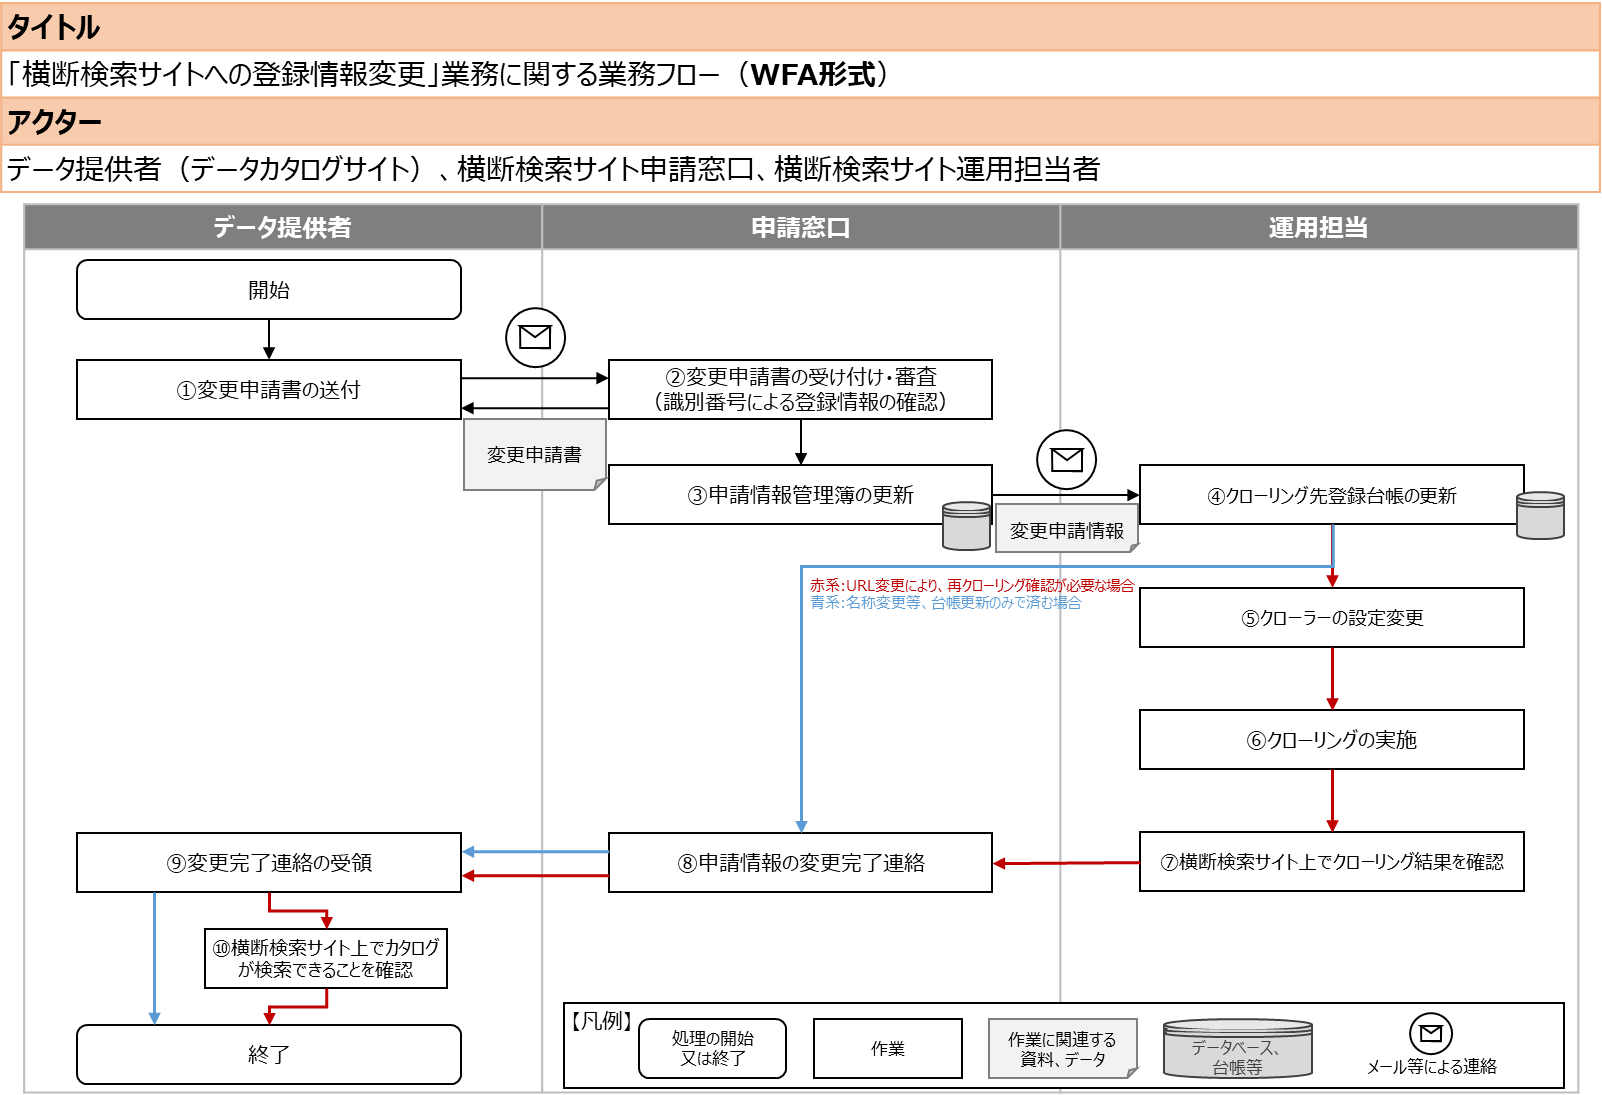 タイトル
「横断検索サイトへの登録情報変更」業務に関する業務フロー（WFA形式）
アクター
データ提供者（データカタログサイト）、横断検索サイト申請窓口、横断検索サイト運用担当者
データ提供者
申請窓口
運用担当
開始
①変更申請書の送付
②変更申請書の受け付け・審査
（識別番号による登録情報の確認）
変更申請書
③申請情報管理簿の更新
変更申請情報
④クローリング先登録台帳の更新
赤系：URL変更により、再クローリング確認が必要な場合
青系：名称変更等、台帳更新のみで済む場合
⑤クローラーの設定変更
⑥クローリングの実施
⑦横断検索サイト上でクローリング結果を確認
⑧申請情報の変更完了連絡
⑨変更完了連絡の受領
⑩横断検索サイト上でカタログ
が検索できることを確認
終了
【凡例】
処理の開始
又は終了
作業
作業に関連する
資料、データ
データベース、
台帳等
メール等による連絡